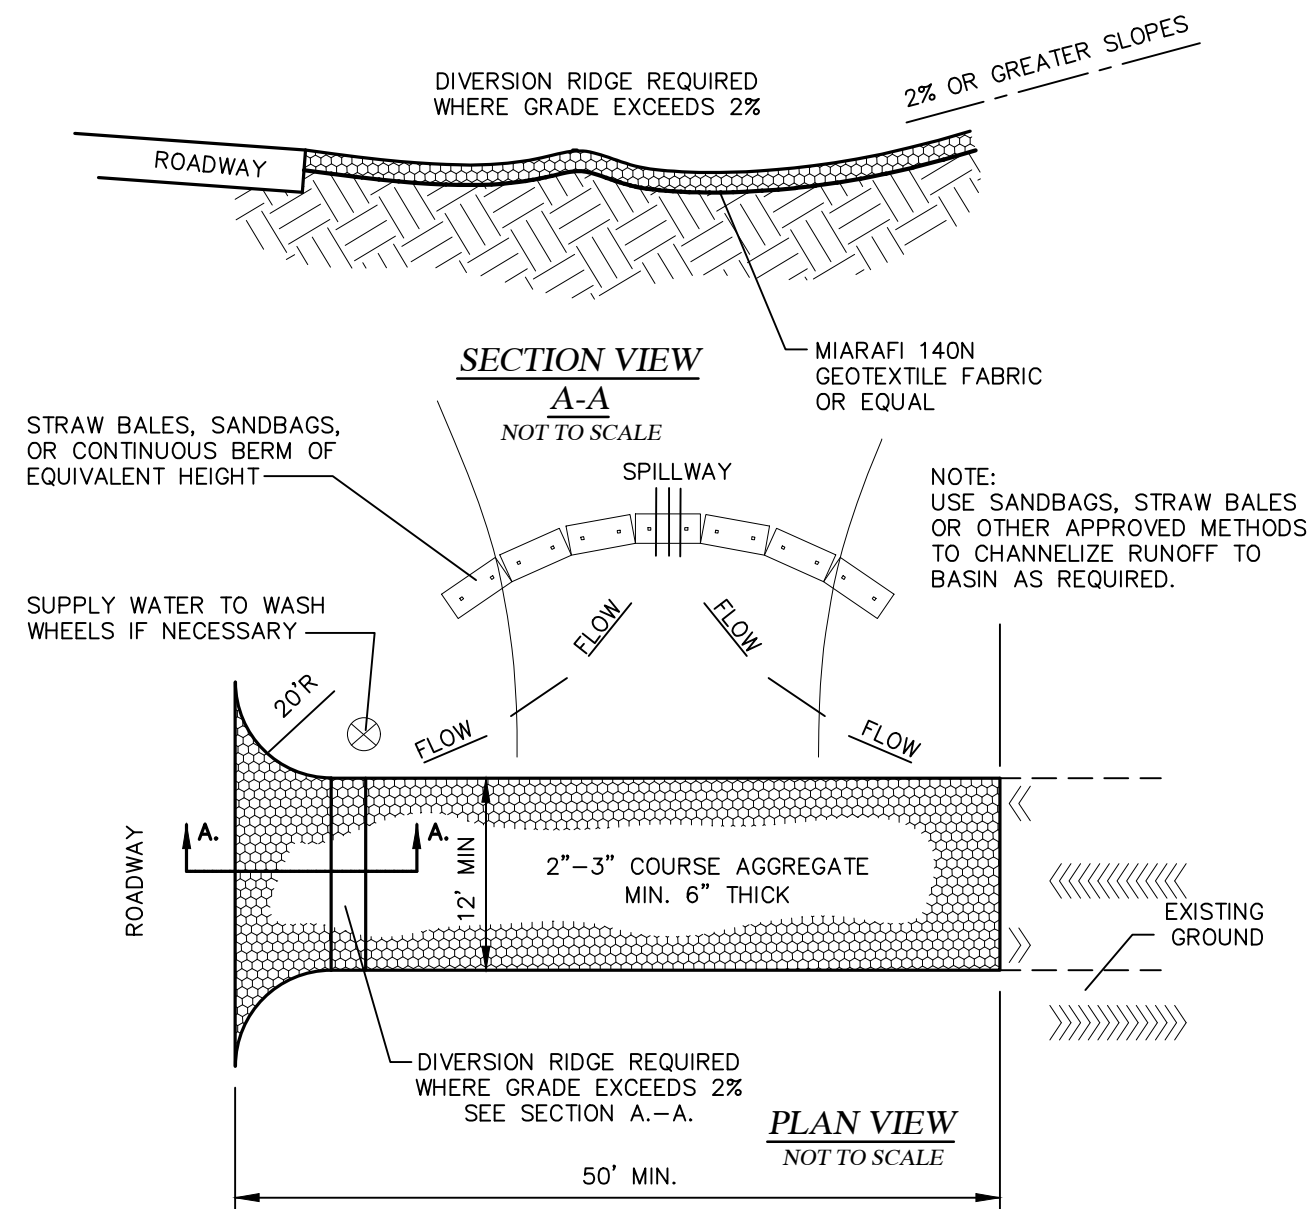 DIVERSION RIDGE REQUIRED
WHERE GRADE EXCEEDS 2%
2% OR GREATER SLOPES
ROADWAY
SECTION VIEW
A-A
NOT TO SCALE
MIARAFI 140N
GEOTEXTILE FABRIC
OR EQUAL
STRAW BALES, SANDBAGS,
OR CONTINUOUS BERM OF
EQUIVALENT HEIGHT
SPILLWAY
NOTE:
USE SANDBAGS, STRAW BALES
OR OTHER APPROVED METHODS
TO CHANNELIZE RUNOFF TO
BASIN AS REQUIRED.
SUPPLY WATER TO WASH
WHEELS IF NECESSARY
FLOW
FLOW
20'R
FLOW
FLOW
ROADWAY
A.
A.
12' MIN
2"-3" COURSE AGGREGATE
MIN. 6" THICK
EXISTING
GROUND
DIVERSION RIDGE REQUIRED
WHERE GRADE EXCEEDS 2%
SEE SECTION A.-A.
PLAN VIEW
NOT TO SCALE
50' MIN.